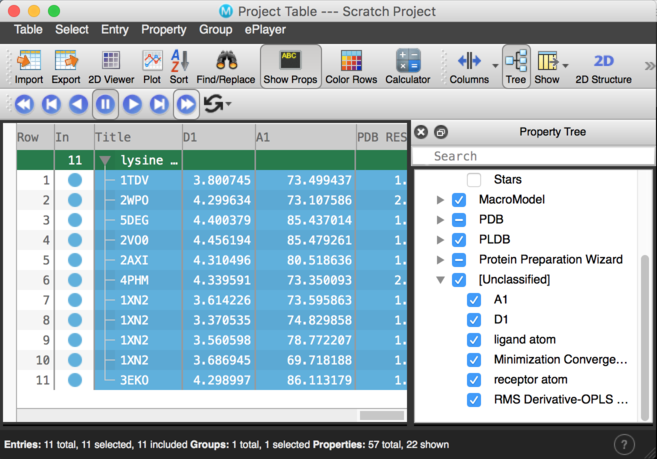 Project Table -- Scratch Project
Table Select Entry Property Group ePlayer
ABC A Z 2D
Import Export 2D Viewer Plot Sort Find/Replace Show Props Color Rows Calculator Columns Tree Show 2D Structure
Row In Title D1 A1 PDB RES
11 lysine ...
1 1TDV 3.800745 73.499437 1.
2 2WPO 4.299634 73.107586 2.
3 5DEG 4.400379 85.437014 1.
4 2VO0 4.456194 85.479261 1.
5 2AXI 4.310496 80.518636 1.
6 4PHM 4.339591 73.350093 2.
7 1XN2 3.614226 73.595863 1.
8 1XN2 3.370535 74.829858 1.
9 1XN2 3.560598 78.772207 1.
10 1XN2 3.686945 69.718188 1.
11 3EKO 4.298997 86.113179 1.
Property Tree
Search
Stars
MacroModel
PDB
PLDB
Protein Preparation Wizard
[Unclassified]
A1
D1
ligand atom
Minimization Converge...
receptor atom
RMS Derivative-OPLS ...
Entries: 11 total, 11 selected, 11 included Groups: 1 total, 1 selected Properties: 57 total, 22 shown
?